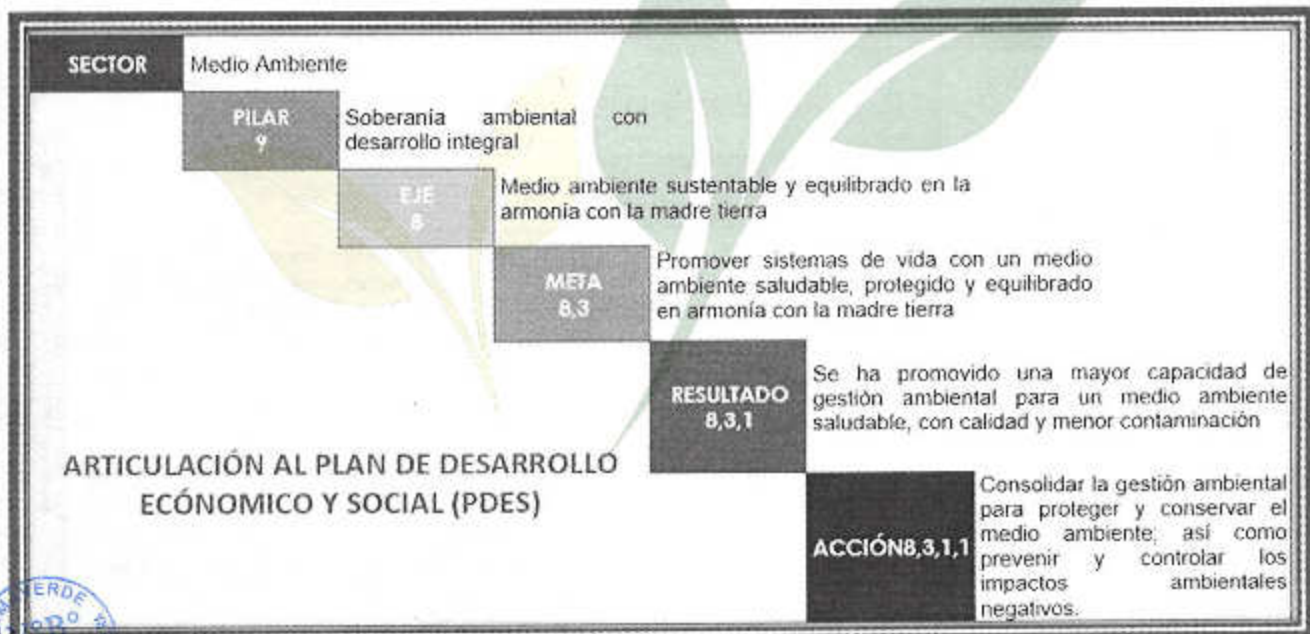 SECTOR
Medio Ambiente
PILAR
9
Soberanía ambiental con
desarrollo integral
EJE
8
Medio ambiente sustentable y equilibrado en la
armonía con la madre tierra
META
8,3
Promover sistemas de vida con un medio
ambiente saludable, protegido y equilibrado
en armonía con la madre tierra
RESULTADO
8,3,1
Se ha promovido una mayor capacidad de
gestión ambiental para un medio ambiente
saludable, con calidad y menor contaminación
ARTICULACIÓN AL PLAN DE DESARROLLO
ECÓNOMICO Y SOCIAL (PDES)
ACCIÓN8,3,1,1
Consolidar la gestión ambiental
para proteger y conservar el
medio ambiente; así como
prevenir y controlar los
impactos ambientales
negativos.
VERDE